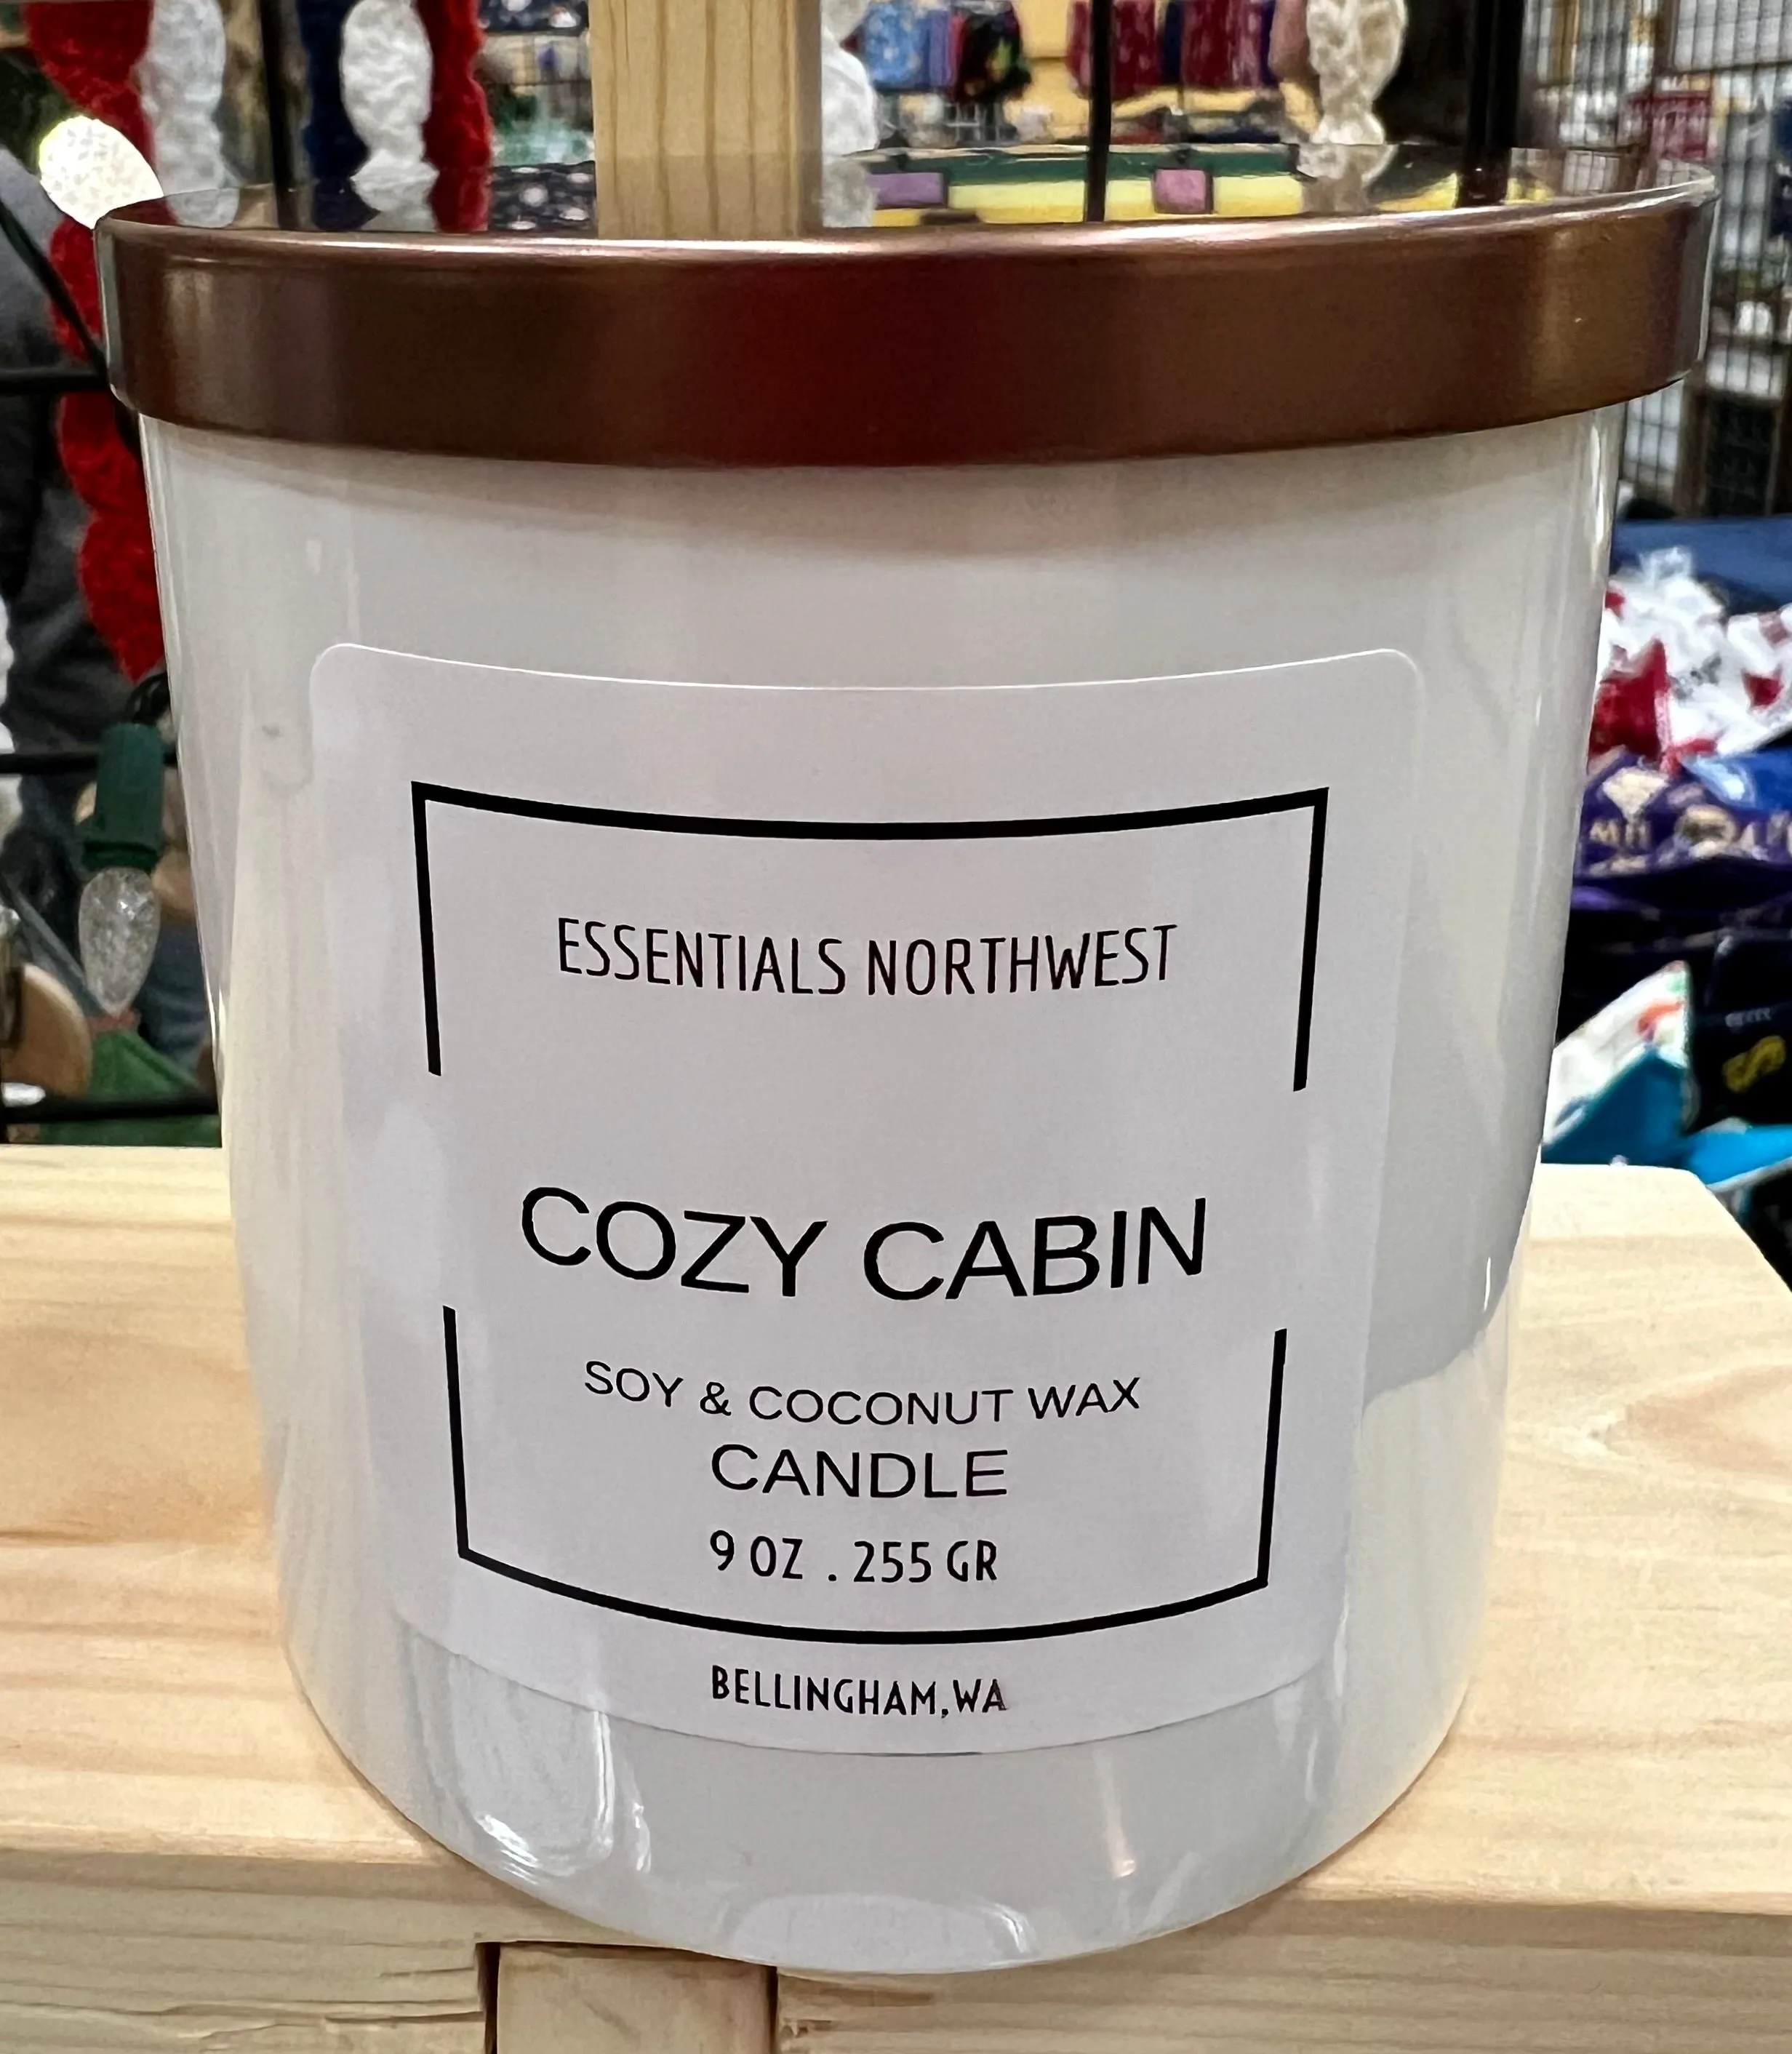 ESSENTIALS NORTHWEST
COZY CABIN
SOY & COCONUT WAX
CANDLE
9 OZ . 255 GR
BELLINGHAM,WA